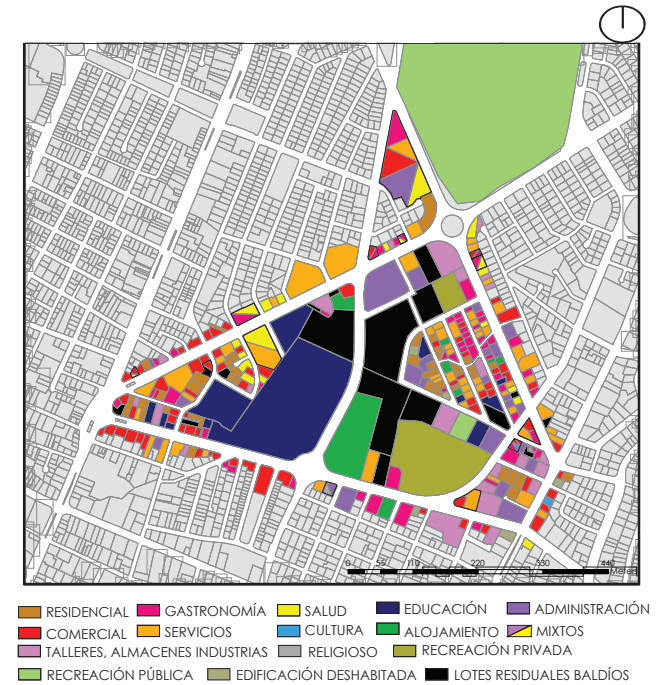 0 55 110 220 330 440
Meters
RESIDENCIAL GASTRONOMÍA SALUD EDUCACIÓN ADMINISTRACIÓN
COMERCIAL SERVICIOS CULTURA ALOJAMIENTO MIXTOS
TALLERES, ALMACENES INDUSTRIAS RELIGIOSO RECREACIÓN PRIVADA
RECREACIÓN PÚBLICA EDIFICACIÓN DESHABITADA LOTES RESIDUALES BALDÍOS